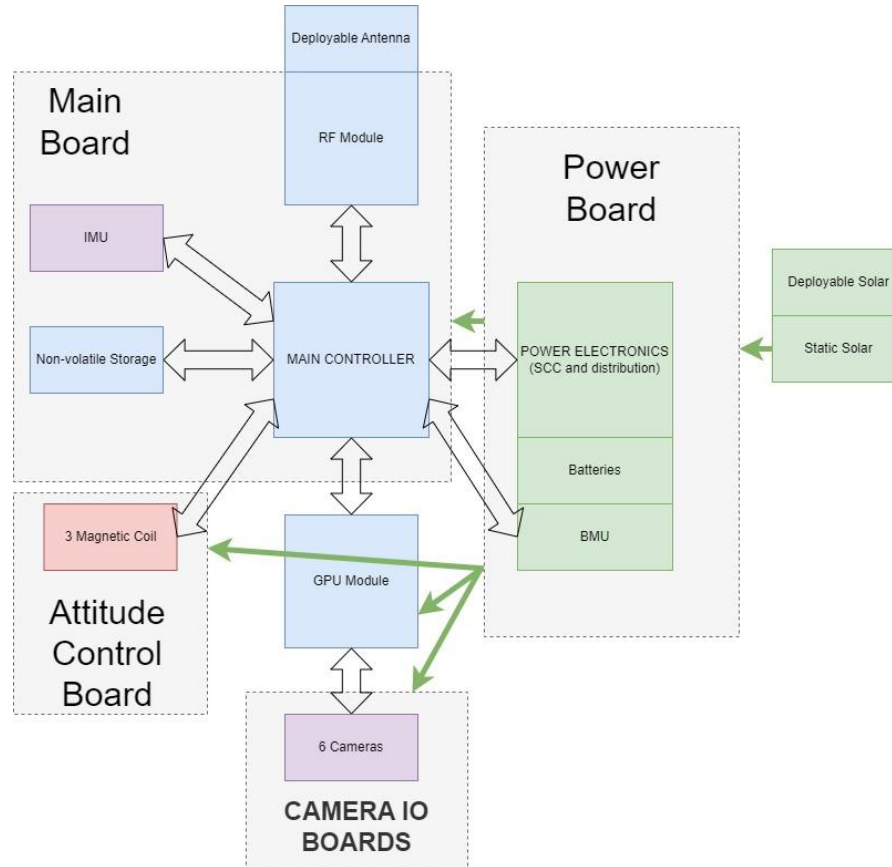 Deployable Antenna
Main
Board
RF Module
Power
Board
IMU
Deployable Solar
Non-volatile Storage
MAIN CONTROLLER
POWER ELECTRONICS
(SCC and distribution)
Static Solar
Batteries
3 Magnetic Coil
BMU
GPU Module
Attitude
Control
Board
6 Cameras
CAMERA IO
BOARDS